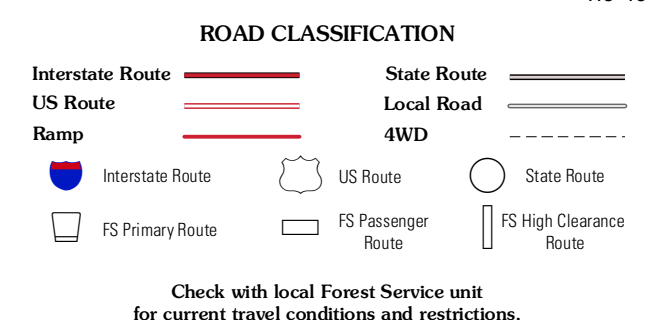 ROAD CLASSIFICATION
Interstate Route
State Route
US Route
Local Road
Ramp
4WD
Interstate Route
US Route
State Route
FS Primary Route
FS Passenger
Route
FS High Clearance
Route
Check with local Forest Service unit
for current travel conditions and restrictions.